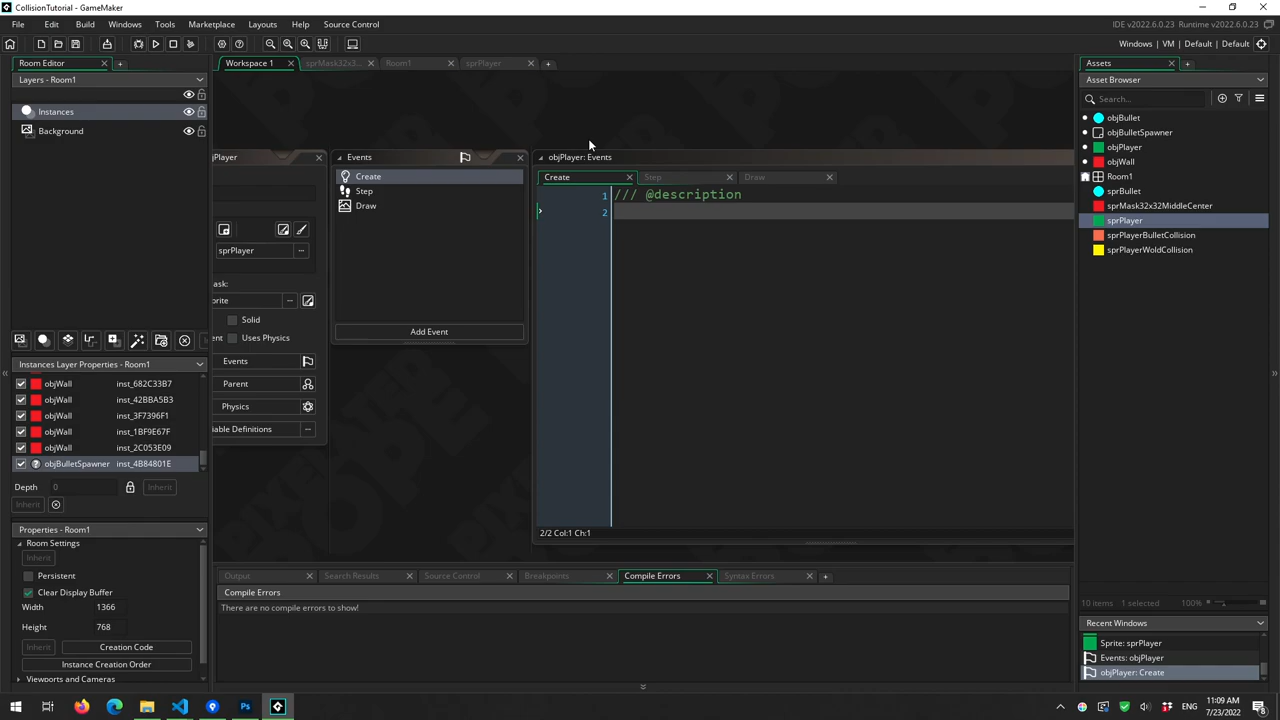 CollisionTutorial - GameMaker
File Edit Build Windows Tools Marketplace Layouts Help Source Control
IDE v2022.6.0.23 Runtime v2022.6.0.23
Windows | VM | Default | Default
Room Editor
Layers - Room1
Instances
Background
Workspace 1
sprMask32x3...
Room1
sprPlayer
jPlayer
sprPlayer
ask:
rite
Solid
ent
Uses Physics
Events
Parent
Physics
iable Definitions
Events
Create
Step
Draw
Add Event
objPlayer: Events
Create
Step
Draw
1 /// @description
2
2/2 Col:1 Ch:1
Instances Layer Properties - Room1
objWall inst_682C33B7
objWall inst_42BBA5B3
objWall inst_3F7396F1
objWall inst_1BF9E67F
objWall inst_2C053E09
objBulletSpawner inst_4B84801E
Depth 0 Inherit
Inherit
Properties - Room1
Room Settings
Inherit
Persistent
Clear Display Buffer
Width 1366
Height 768
Inherit Creation Code
Instance Creation Order
Viewports and Cameras
Output
Search Results
Source Control
Breakpoints
Compile Errors
Syntax Errors
Compile Errors
There are no compile errors to show!
Assets
Asset Browser
Search...
objBullet
objBulletSpawner
objPlayer
objWall
Room1
sprBullet
sprMask32x32MiddleCenter
sprPlayer
sprPlayerBulletCollision
sprPlayerWoldCollision
10 items 1 selected 100%
Recent Windows
Sprite: sprPlayer
Events: objPlayer
objPlayer: Create
ENG
11:09 AM
7/23/2022
8